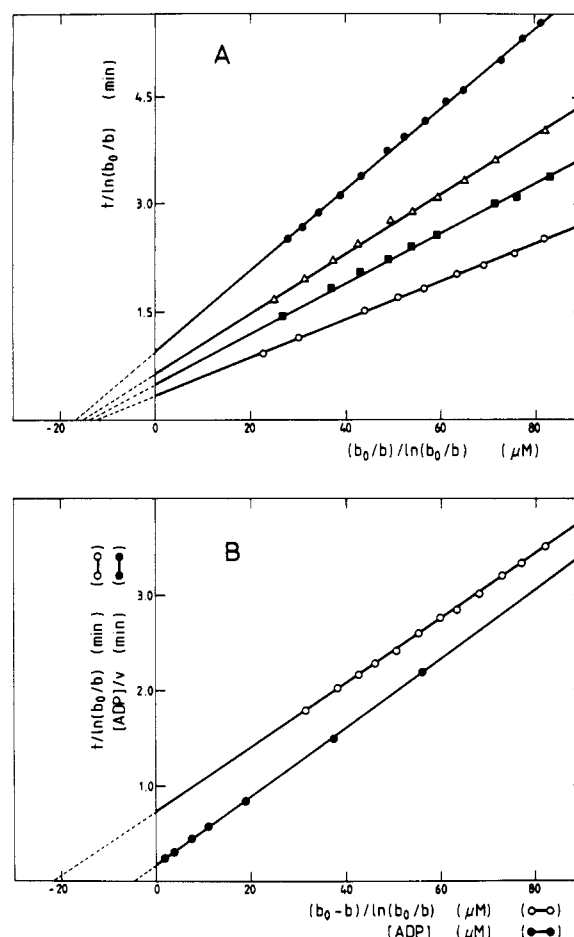 A
t/ln(b₀/b) (min)
4.5
3.0
1.5
-20 0 20 40 60 80
(b₀/b)/ln(b₀/b) (μM)
B
t/ln(b₀/b) (min) (○—○)
[ADP]/v (min) (●—●)
3.0
2.0
1.0
-20 0 20 40 60 80
(b₀-b)/ln(b₀/b) (μM) (○—○)
[ADP] (μM) (●—●)